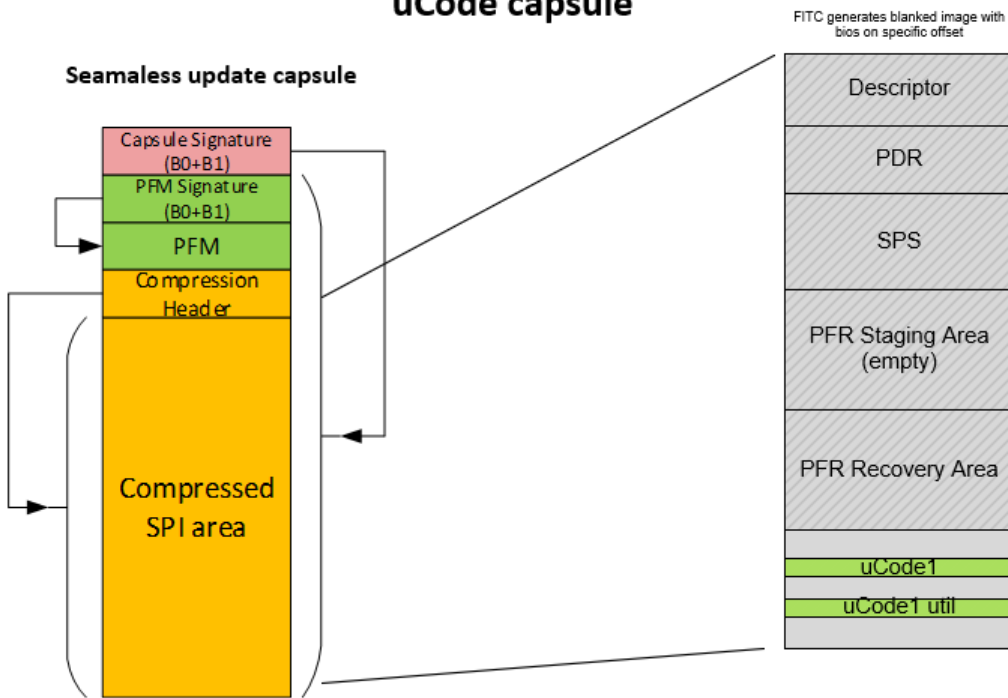 uCode capsule
FITC generates blanked image with
bios on specific offset
Seamaless update capsule
Capsule Signature
(B0+B1)
PFM Signature
(B0+B1)
PFM
Compression
Header
Compressed
SPI area
Descriptor
PDR
SPS
PFR Staging Area
(empty)
PFR Recovery Area
uCode1
uCode1 util